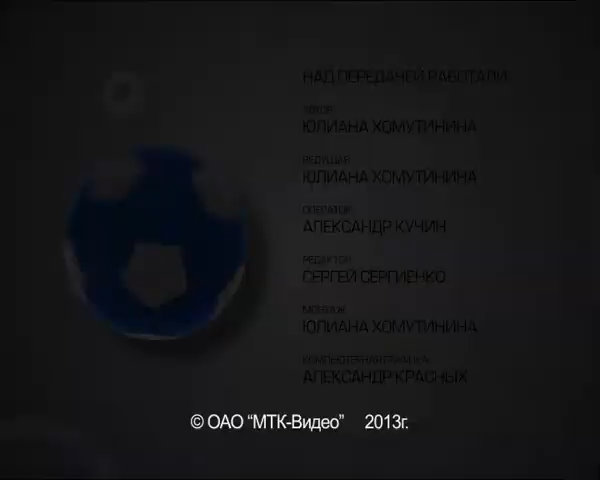 НАД ПЕРЕДАЧЕЙ РАБОТАЛИ
АВТОР
ЮЛИАНА ХОМУТИНИНА
ВЕДУЩАЯ
ЮЛИАНА ХОМУТИНИНА
ОПЕРАТОР
АЛЕКСАНДР КУЧИН
РЕДАКТОР
СЕРГЕЙ СЕРГИЕНКО
МОНТАЖ
ЮЛИАНА ХОМУТИНИНА
КОМПЬЮТЕРНАЯ ГРАФИКА
АЛЕКСАНДР КРАСНЫХ
© ОАО “МТК-Видео” 2013г.